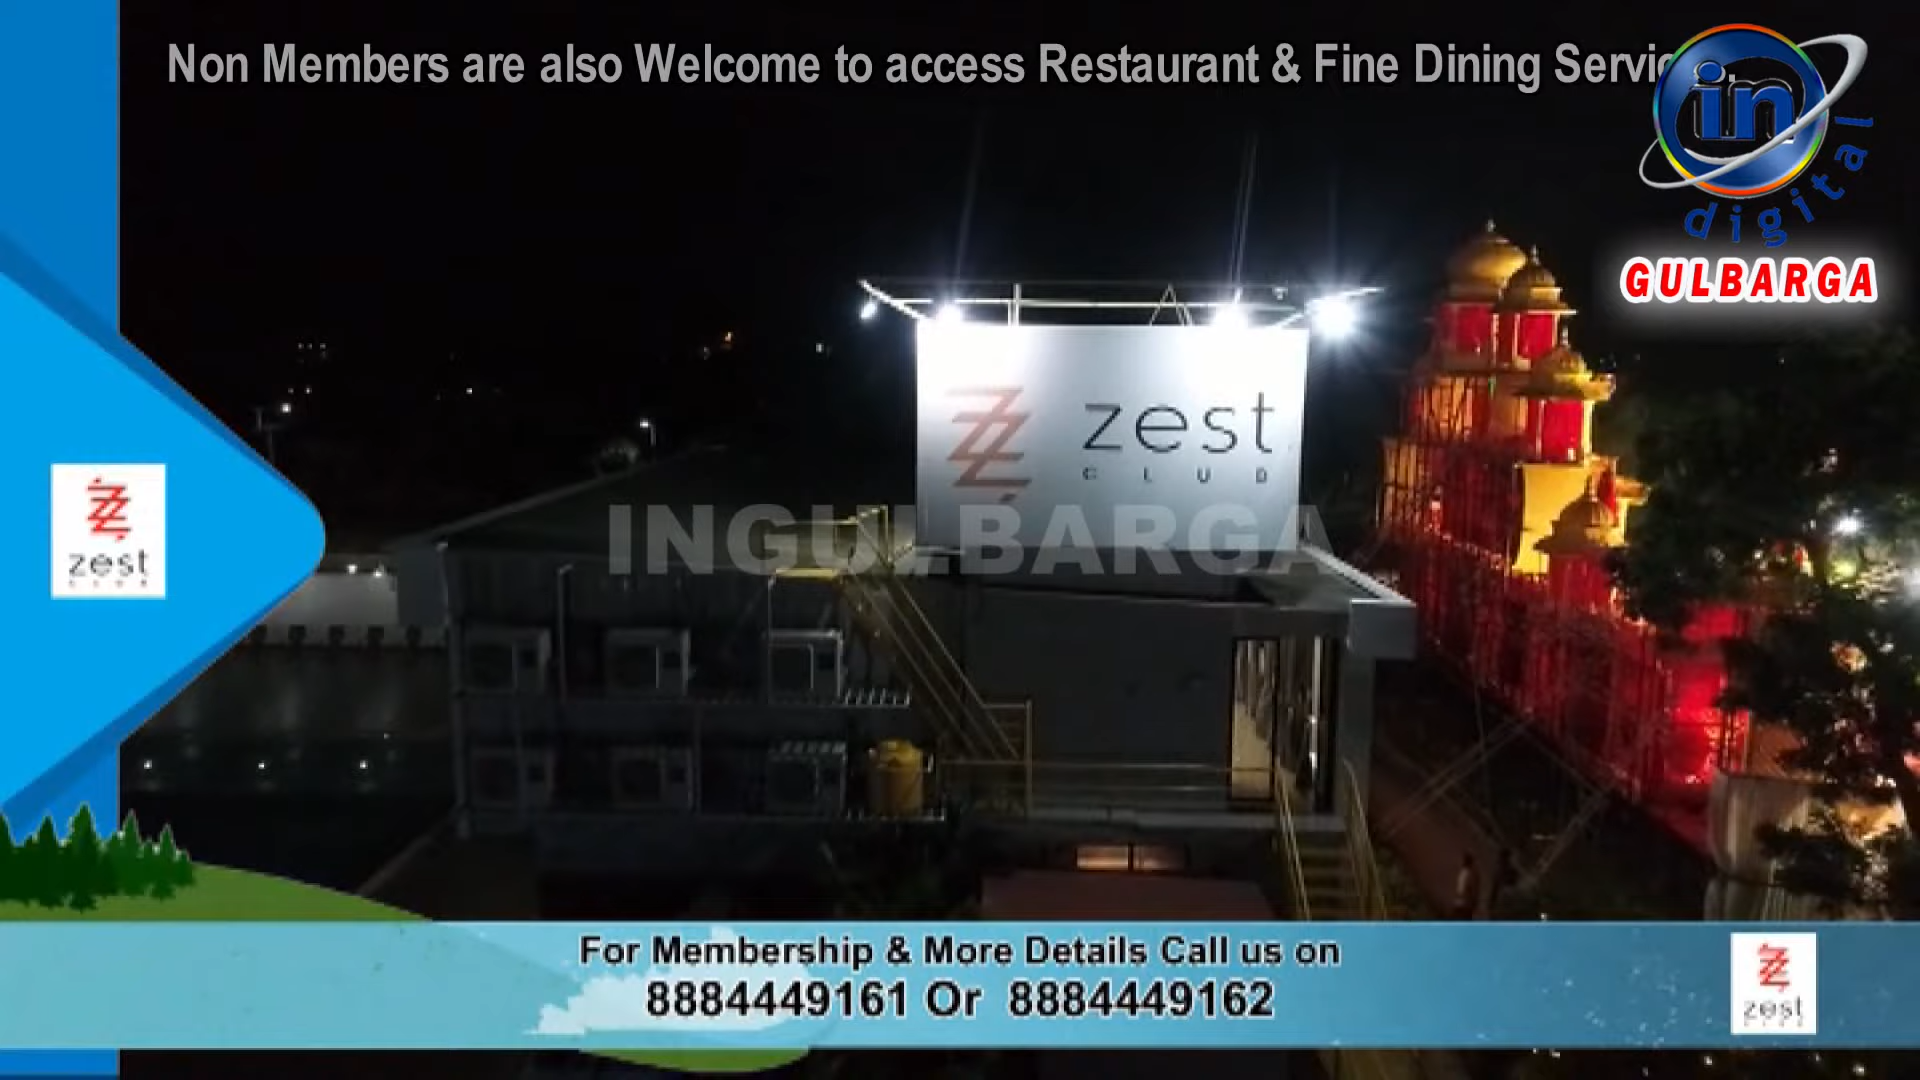 Non Members are also Welcome to access Restaurant & Fine Dining
in
digital
GULBARGA
zest
CLUB
INGULBARGA
zest
CLUB
For Membership & More Details Call us on
8884449161 Or 8884449162
zest